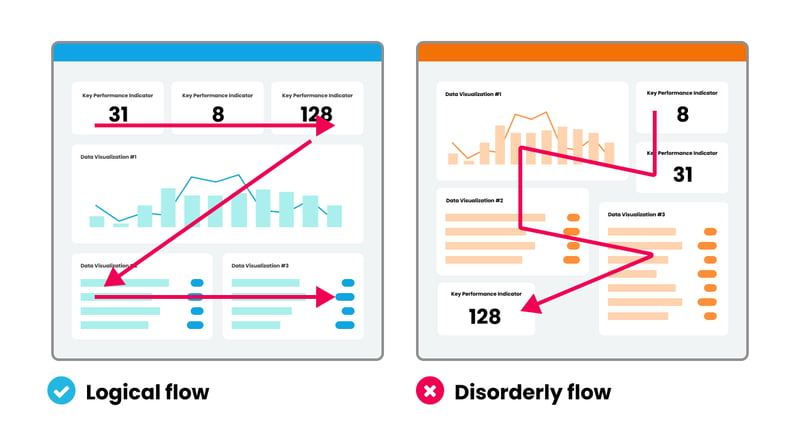 Key Performance Indicator
31
Key Performance Indicator
8
Key Performance Indicator
128
Data Visualization #1
Data Visualization #2
Data Visualization #3
Logical flow
Data Visualization #1
Key Performance Indicator
8
Key Performance Indicator
31
Data Visualization #2
Data Visualization #3
Key Performance Indicator
128
Disorderly flow